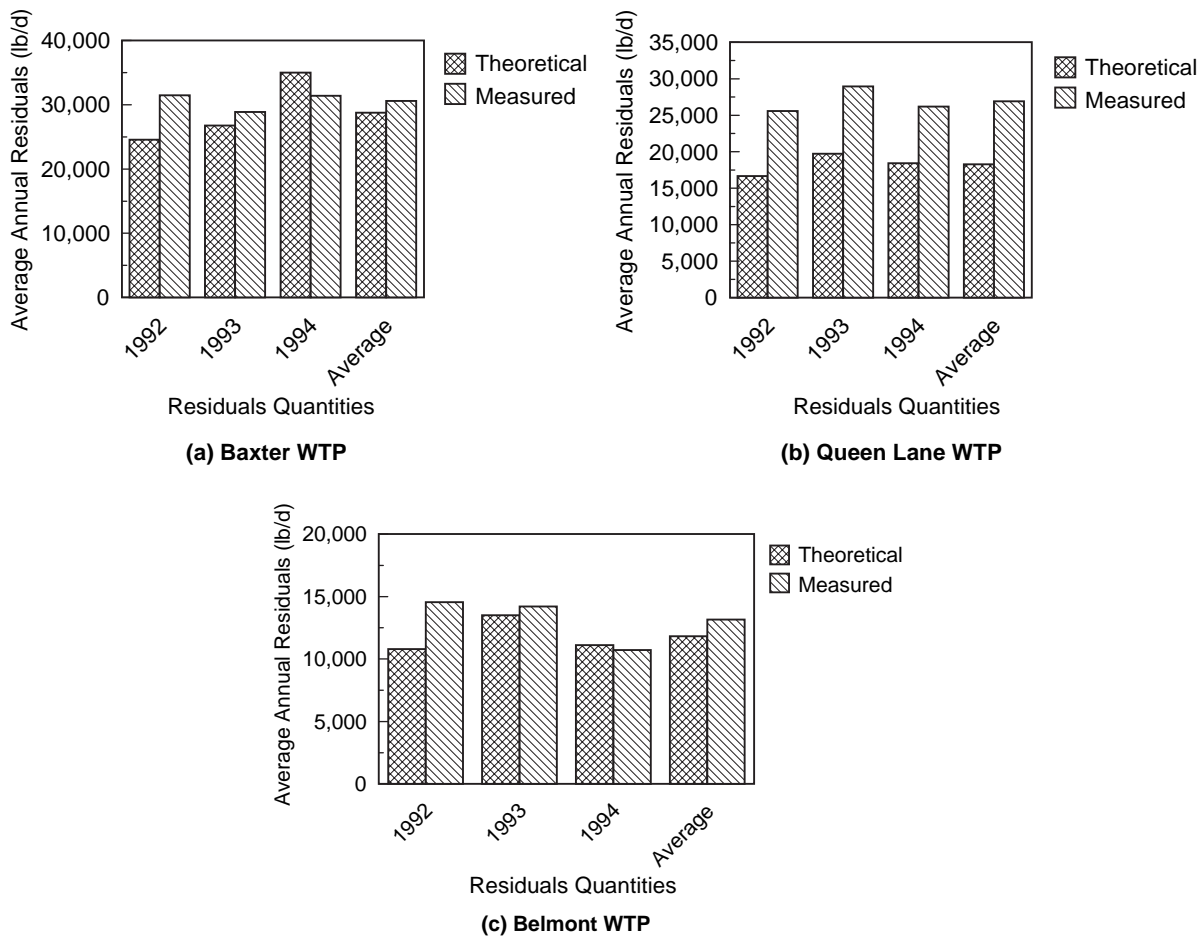 Average Annual Residuals (lb/d)
40,000
30,000
20,000
10,000
0
1992
1993
1994
Average
Residuals Quantities
Theoretical
Measured
(a) Baxter WTP
Average Annual Residuals (lb/d)
35,000
30,000
25,000
20,000
15,000
10,000
5,000
0
1992
1993
1994
Average
Residuals Quantities
Theoretical
Measured
(b) Queen Lane WTP
Average Annual Residuals (lb/d)
20,000
15,000
10,000
5,000
0
1992
1993
1994
Average
Residuals Quantities
Theoretical
Measured
(c) Belmont WTP